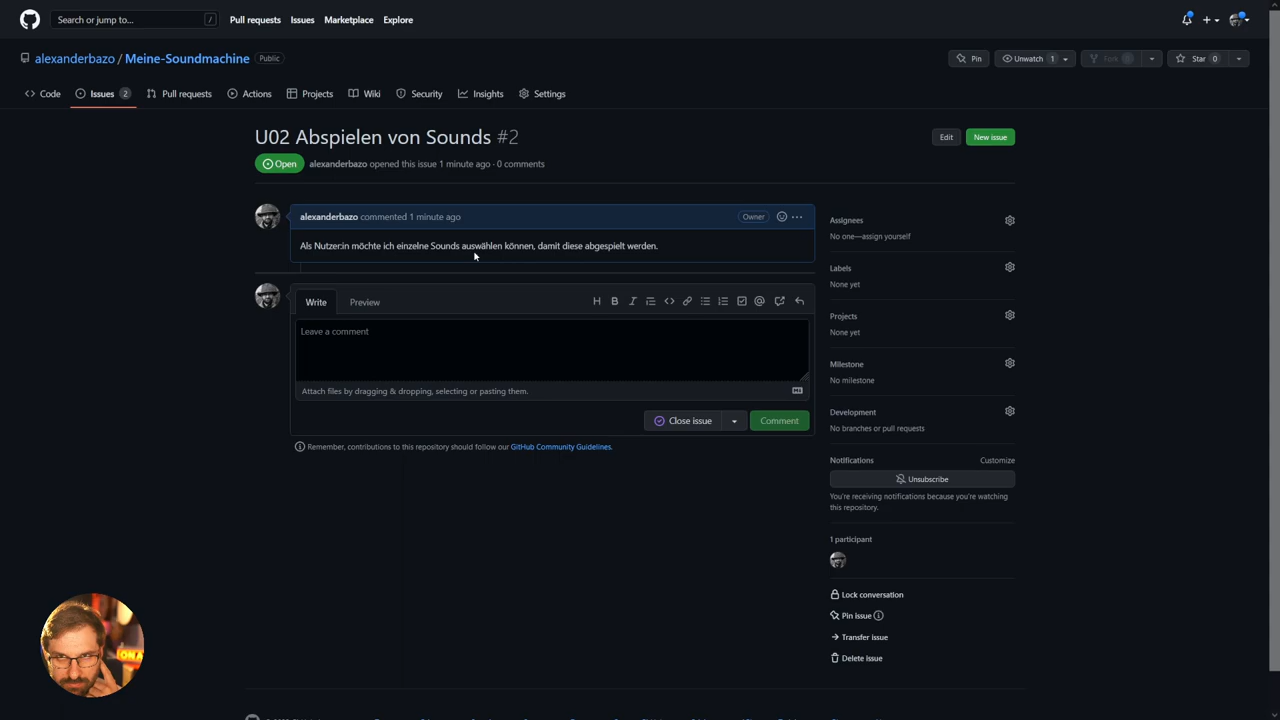 Search or jump to... /
Pull requests Issues Marketplace Explore
alexanderbazo / Meine-Soundmachine Public
Pin Unwatch 1 Fork 0 Star 0
Code Issues 2 Pull requests Actions Projects Wiki Security Insights Settings
U02 Abspielen von Sounds #2
Edit New issue
Open alexanderbazo opened this issue 1 minute ago · 0 comments
alexanderbazo commented 1 minute ago Owner
Als Nutzer:in möchte ich einzelne Sounds auswählen können, damit diese abgespielt werden.
Write Preview
Leave a comment
Attach files by dragging & dropping, selecting or pasting them.
Close issue Comment
Remember, contributions to this repository should follow our GitHub Community Guidelines.
Assignees
No one—assign yourself
Labels
None yet
Projects
None yet
Milestone
No milestone
Development
No branches or pull requests
Notifications Customize
Unsubscribe
You're receiving notifications because you're watching
this repository.
1 participant
Lock conversation
Pin issue
Transfer issue
Delete issue